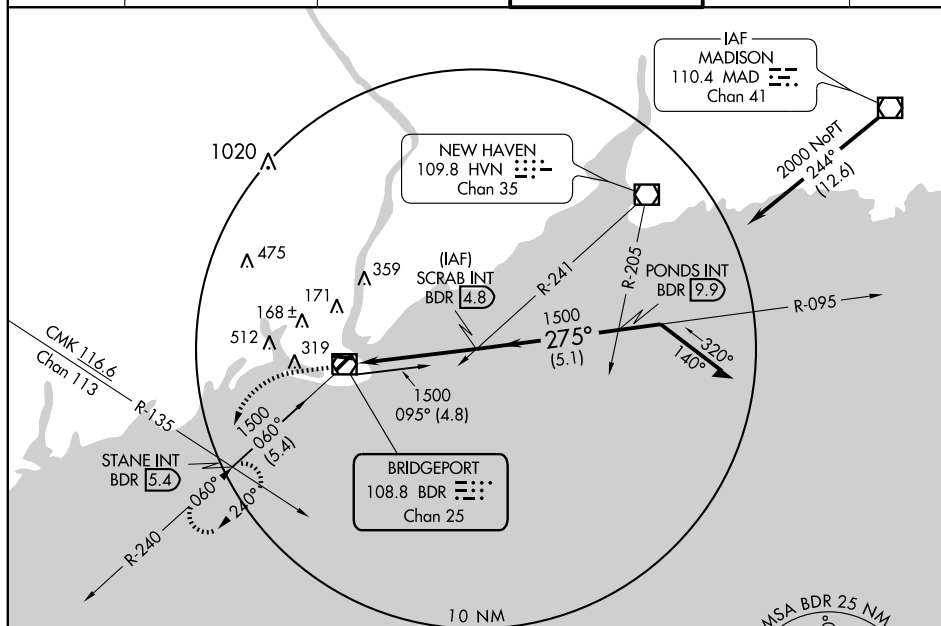 IAF
MADISON
110.4 MAD
Chan 41
2000 NoPT
244°
(12.6)
1020
NEW HAVEN
109.8 HVN
Chan 35
475
359
(IAF)
SCRAB INT
BDR 4.8
R-241
R-205
PONDS INT
BDR 9.9
R-095
171
168 ±
512
319
1500
275°
(5.1)
320°
140°
CMK 116.6
Chan 113
R-135
1500
095° (4.8)
1500
060°
(5.4)
STANE INT
BDR 5.4
060°
240°
R-240
BRIDGEPORT
108.8 BDR
Chan 25
10 NM
MSA BDR 25 NM